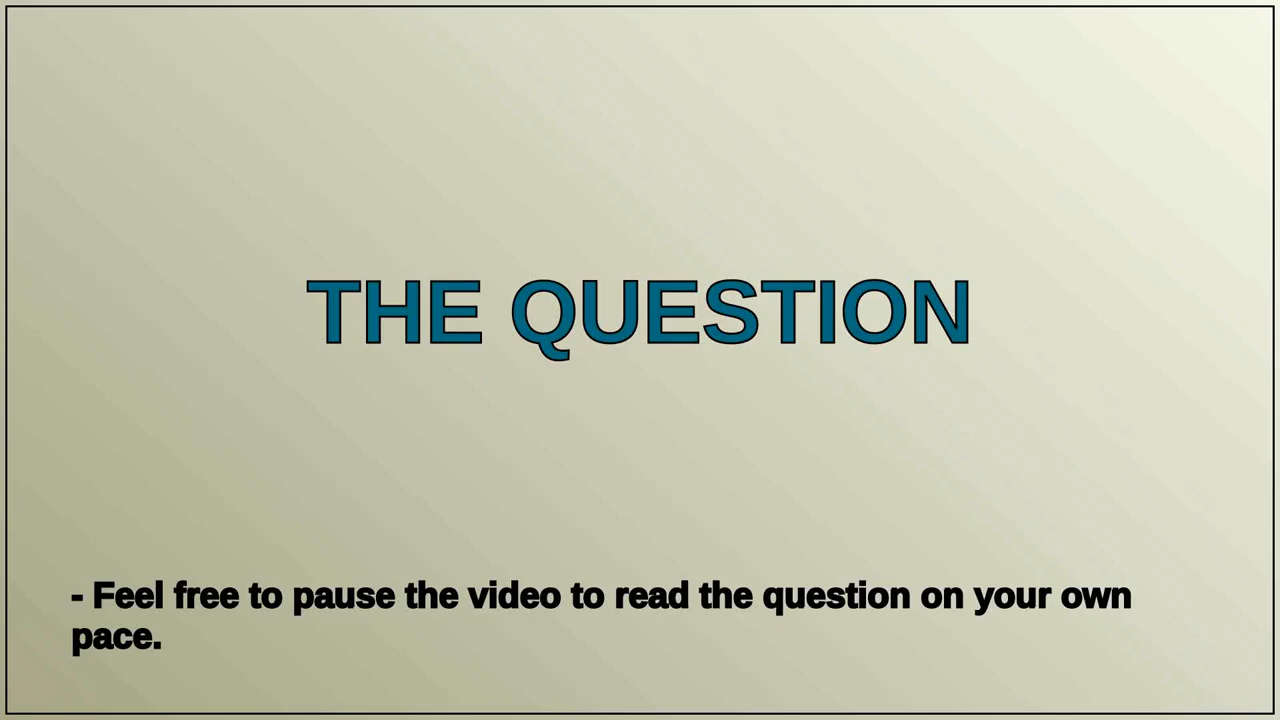 THE QUESTION
- Feel free to pause the video to read the question on your own
pace.